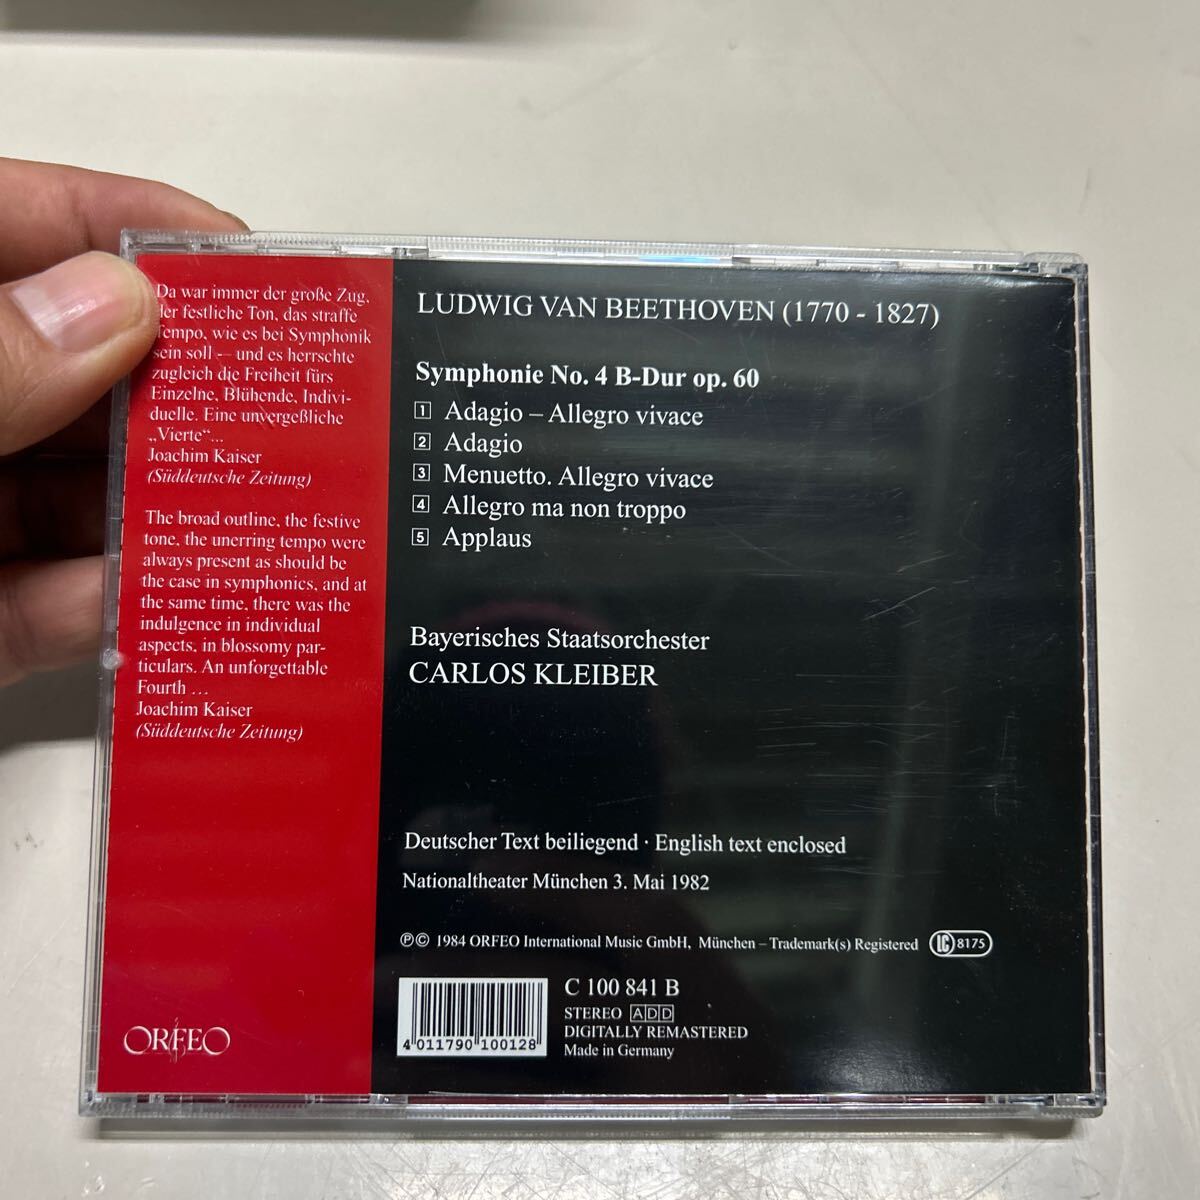 Da war immer der große Zug,
der festliche Ton, das straffe
Tempo, wie es bei Symphonik
sein soll -- und es herrschte
zugleich die Freiheit fürs
Einzelne, Blühende, Indivi-
duelle. Eine unvergeßliche
„Vierte“...
Joachim Kaiser
(Süddeutsche Zeitung)
The broad outline, the festive
tone, the unerring tempo were
always present as should be
the case in symphonics, and at
the same time, there was the
indulgence in individual
aspects, in blossomy par-
ticulars. An unforgettable
Fourth ...
Joachim Kaiser
(Süddeutsche Zeitung)
ORFEO
LUDWIG VAN BEETHOVEN (1770 - 1827)
Symphonie No. 4 B-Dur op. 60
1 Adagio – Allegro vivace
2 Adagio
3 Menuetto. Allegro vivace
4 Allegro ma non troppo
5 Applaus
Bayerisches Staatsorchester
CARLOS KLEIBER
Deutscher Text beiliegend · English text enclosed
Nationaltheater München 3. Mai 1982
℗© 1984 ORFEO International Music GmbH, München – Trademark(s) Registered LC 8175
4 011790 100128
C 100 841 B
STEREO ADD
DIGITALLY REMASTERED
Made in Germany